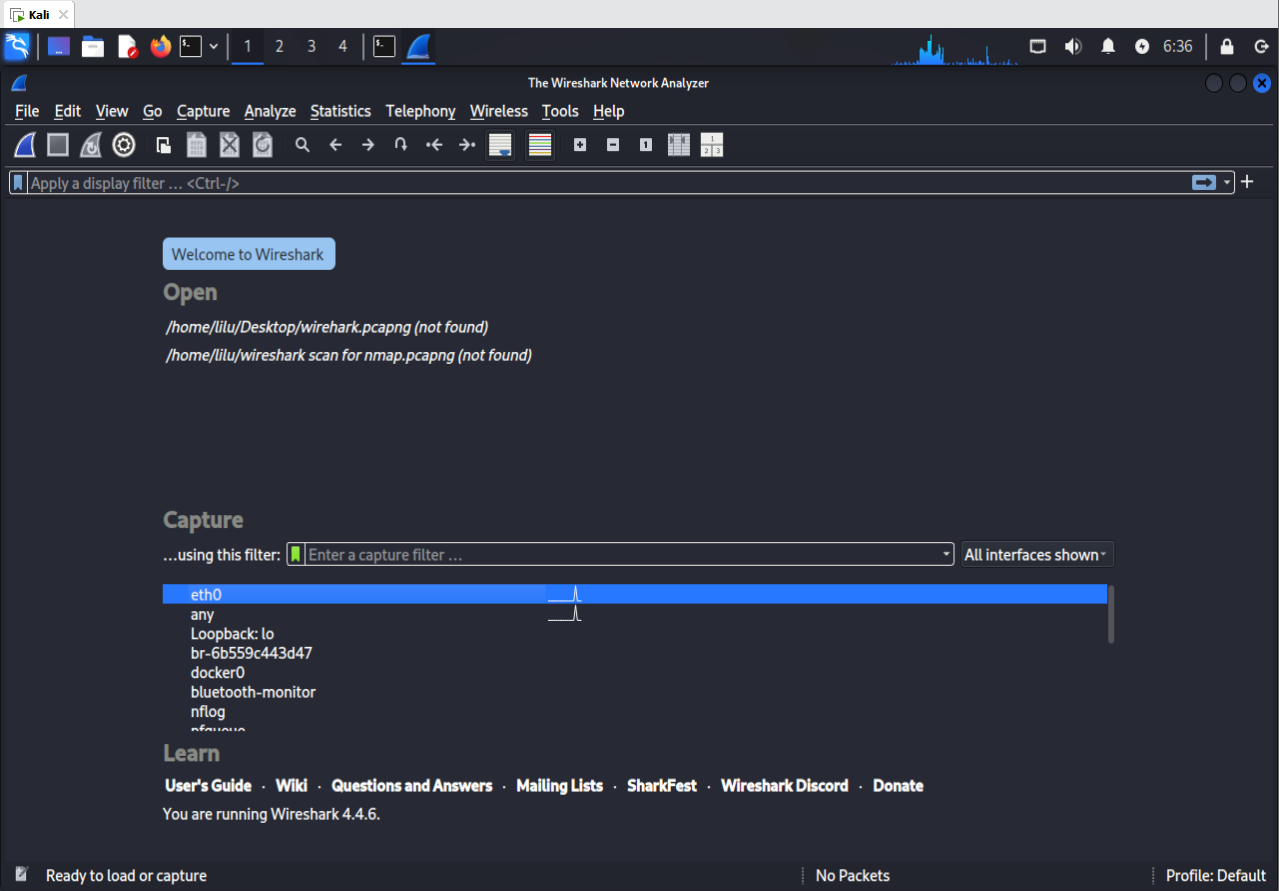 Kali
1 2 3 4 6:36
The Wireshark Network Analyzer
File Edit View Go Capture Analyze Statistics Telephony Wireless Tools Help
Apply a display filter … <Ctrl-/>
Welcome to Wireshark
Open
/home/lilu/Desktop/wirehark.pcapng (not found)
/home/lilu/wireshark scan for nmap.pcapng (not found)
Capture
…using this filter: Enter a capture filter … All interfaces shown
eth0
any
Loopback: lo
br-6b559c443d47
docker0
bluetooth-monitor
nflog
nfqueue
Learn
User's Guide · Wiki · Questions and Answers · Mailing Lists · SharkFest · Wireshark Discord · Donate
You are running Wireshark 4.4.6.
Ready to load or capture No Packets Profile: Default